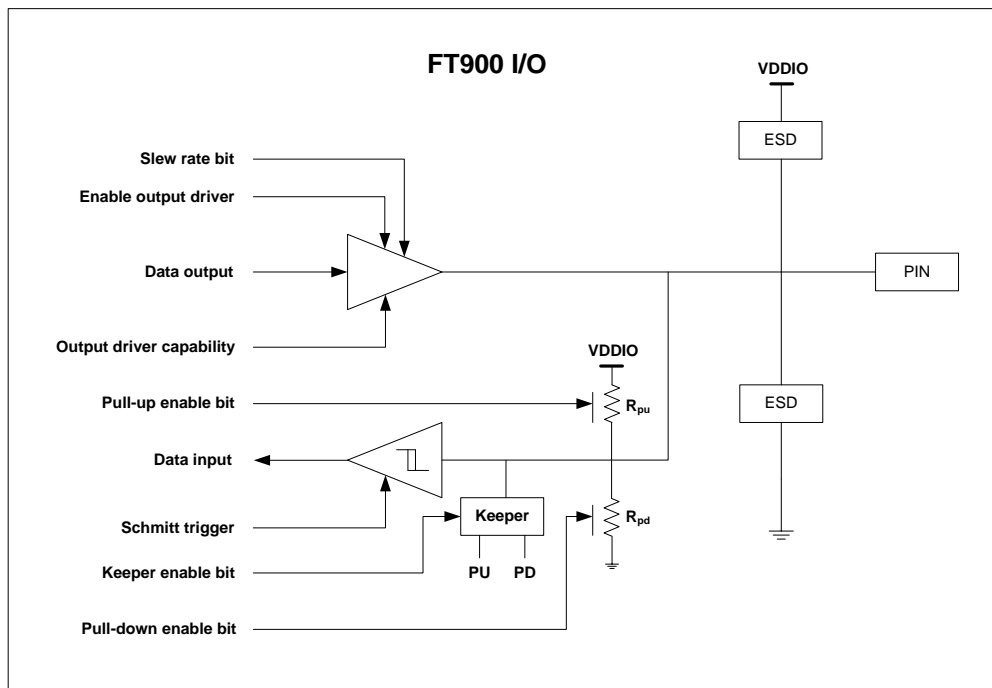 FT900 I/O
VDDIO
ESD
Slew rate bit
Enable output driver
Data output
PIN
Output driver capability
VDDIO
Pull-up enable bit
Rpu
ESD
Data input
Keeper
Rpd
Schmitt trigger
Keeper enable bit
PU PD
Pull-down enable bit